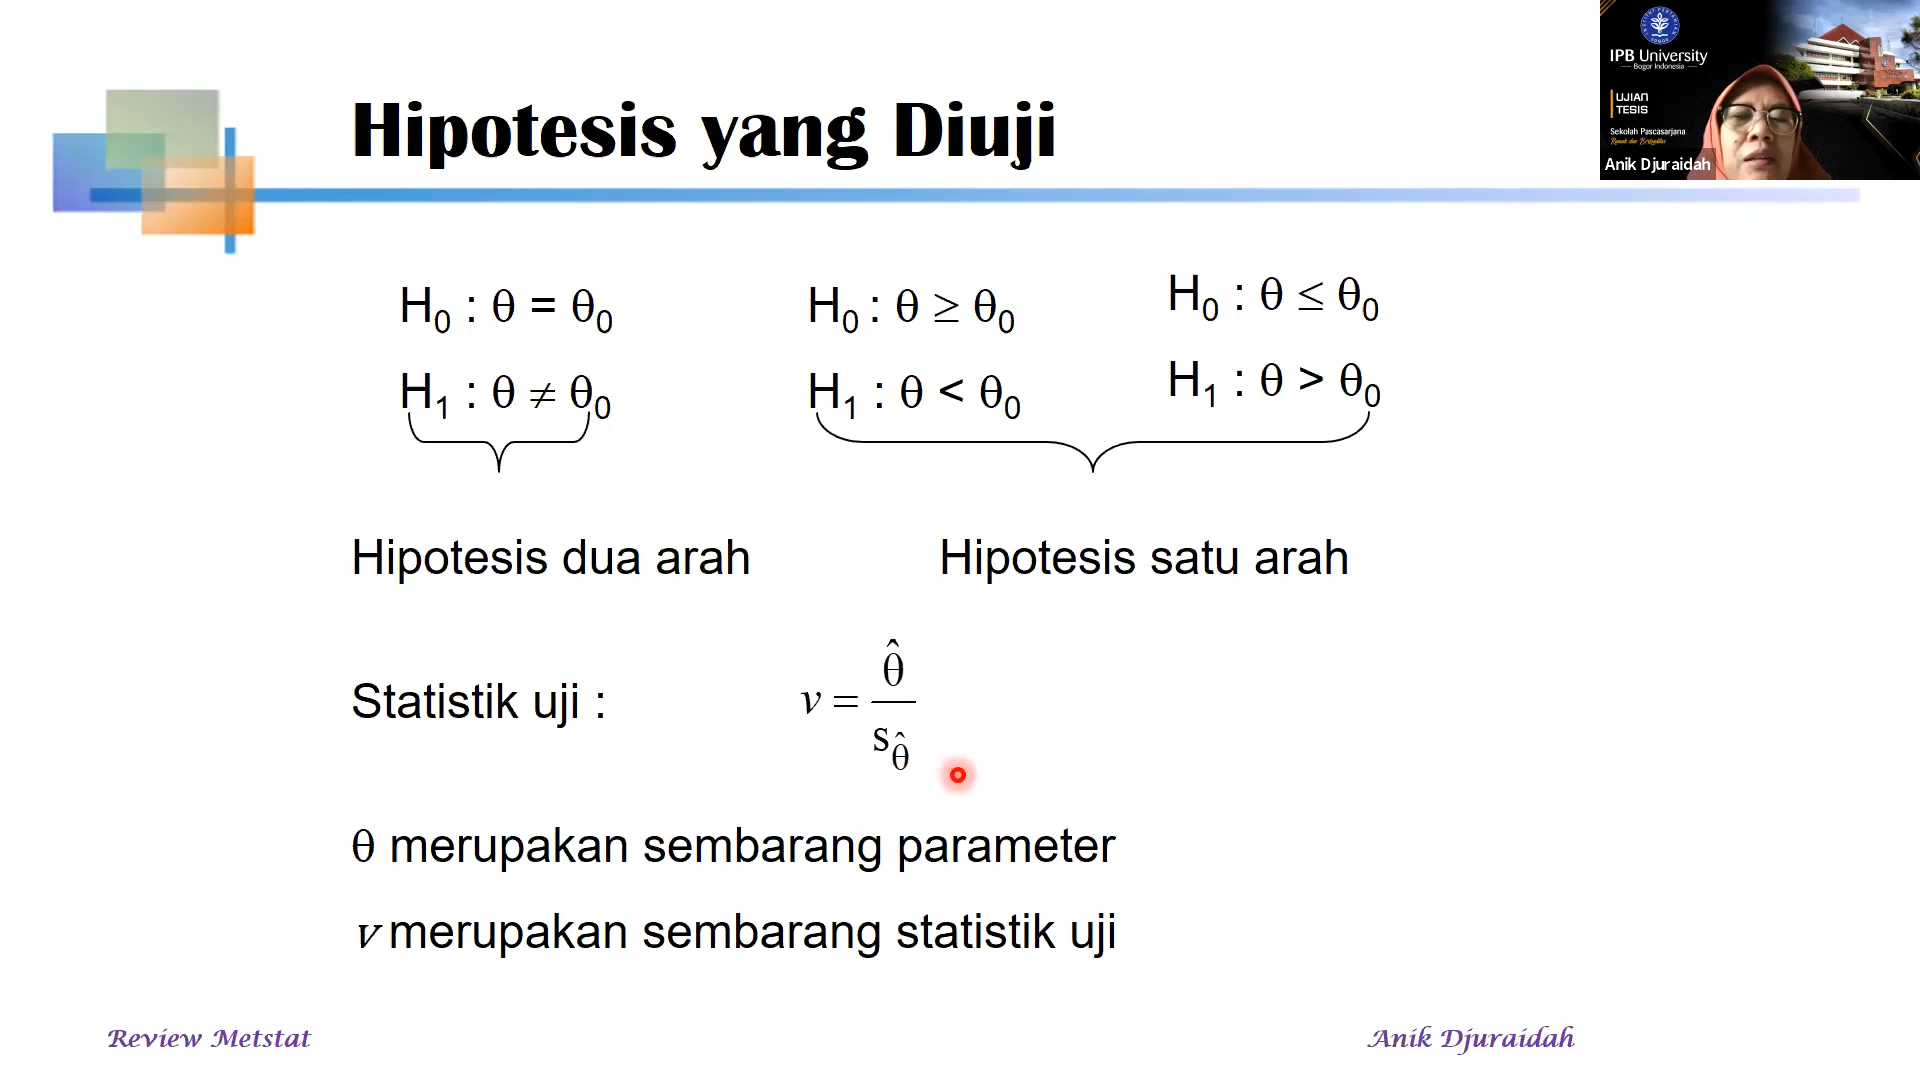 Hipotesis yang Diuji
IPB University
Bogor Indonesia
UJIAN
TESIS
Sekolah Pascasarjana
Anik Djuraidah
H₀ : θ = θ₀
H₁ : θ ≠ θ₀
H₀ : θ ≥ θ₀
H₁ : θ < θ₀
H₀ : θ ≤ θ₀
H₁ : θ > θ₀
Hipotesis dua arah
Hipotesis satu arah
Statistik uji :
v = θ̂ / s_θ̂
θ merupakan sembarang parameter
v merupakan sembarang statistik uji
Review Metstat
Anik Djuraidah